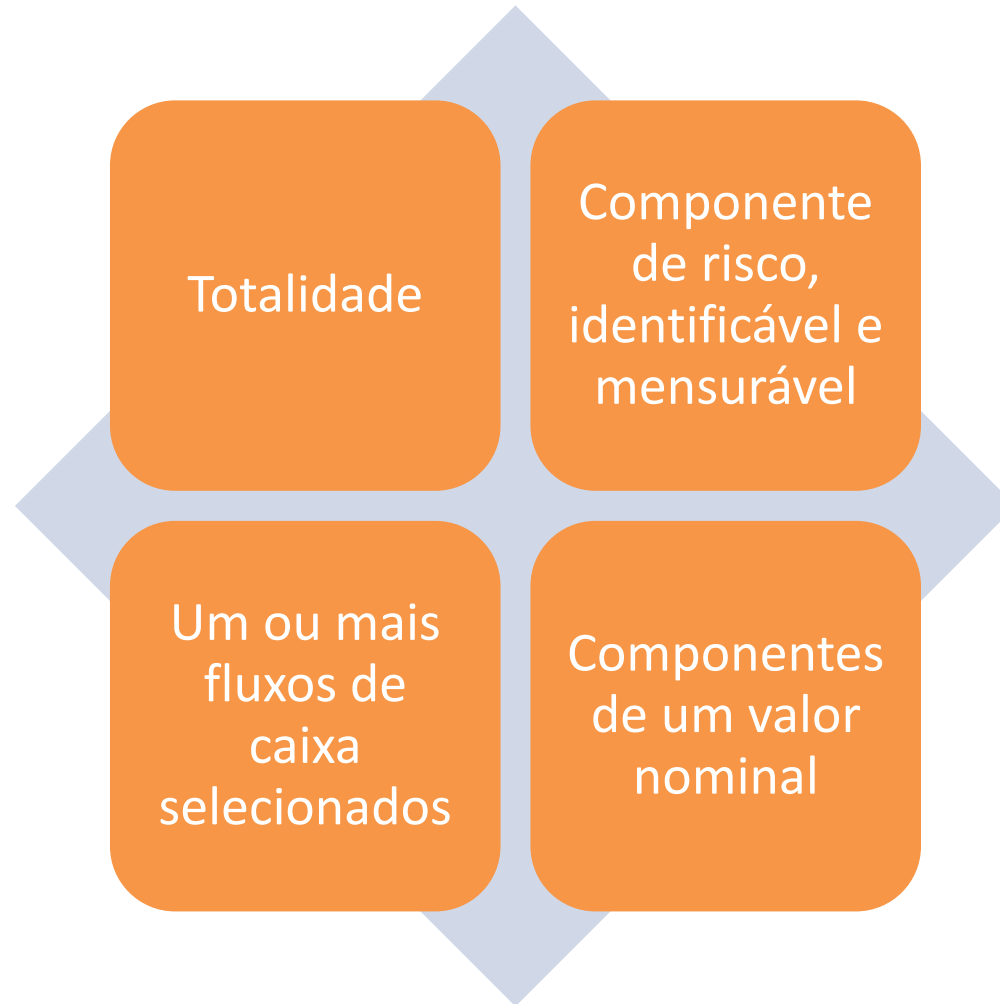 Totalidade
Componente
de risco,
identificável e
mensurável
Um ou mais
fluxos de
caixa
selecionados
Componentes
de um valor
nominal